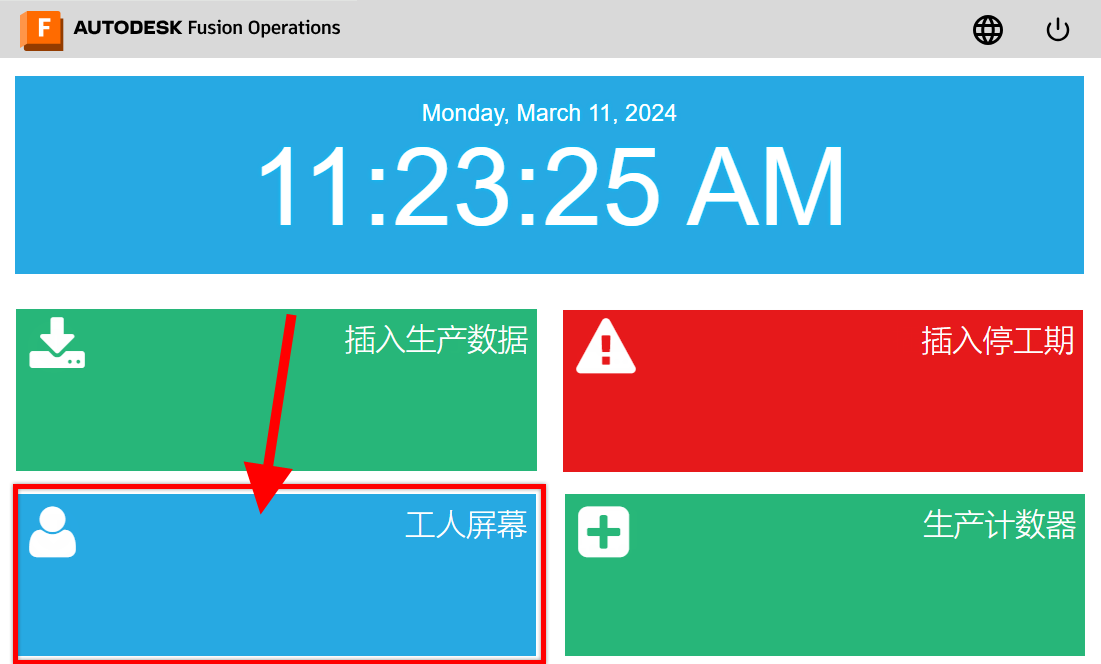 F AUTODESK Fusion Operations
Monday, March 11, 2024
11:23:25 AM
插入生产数据
插入停工期
工人屏幕
生产计数器